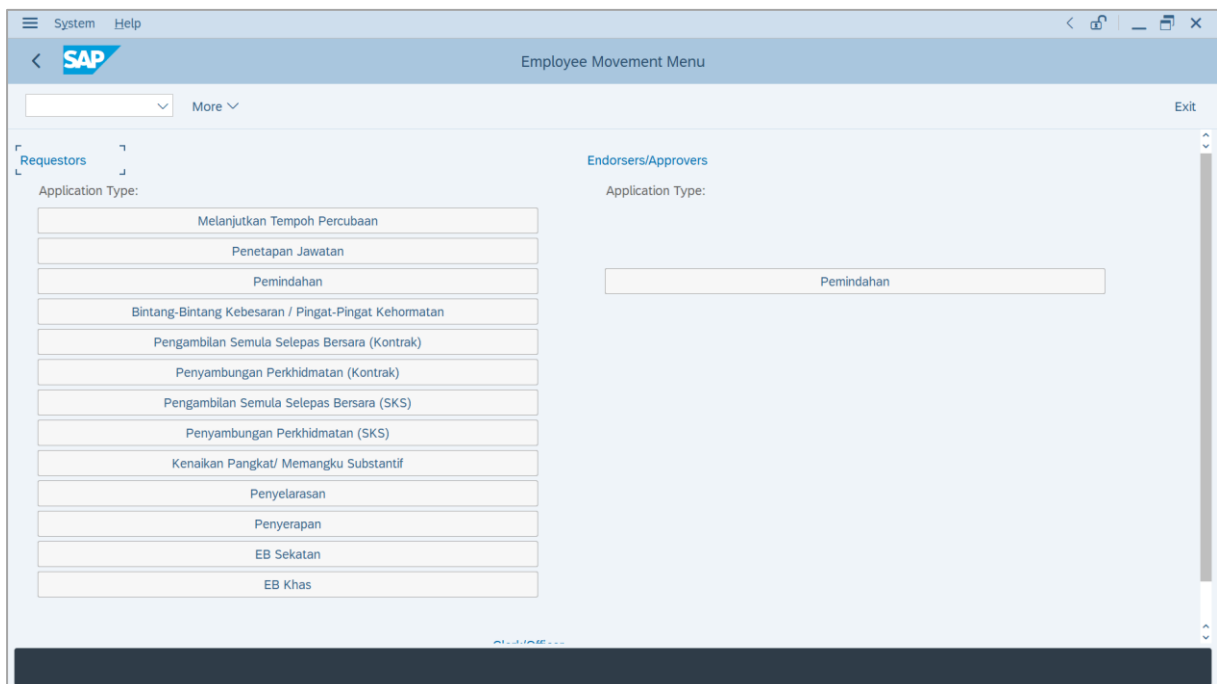 System Help
SAP
Employee Movement Menu
More
Exit
Requestors
Application Type:
Melanjutkan Tempoh Percubaan
Penetapan Jawatan
Pemindahan
Bintang-Bintang Kebesaran / Pingat-Pingat Kehormatan
Pengambilan Semula Selepas Bersara (Kontrak)
Penyambungan Perkhidmatan (Kontrak)
Pengambilan Semula Selepas Bersara (SKS)
Penyambungan Perkhidmatan (SKS)
Kenaikan Pangkat/ Memangku Substantif
Penyelarasan
Penyerapan
EB Sekatan
EB Khas
Endorsers/Approvers
Application Type:
Pemindahan
Clerk/Officer